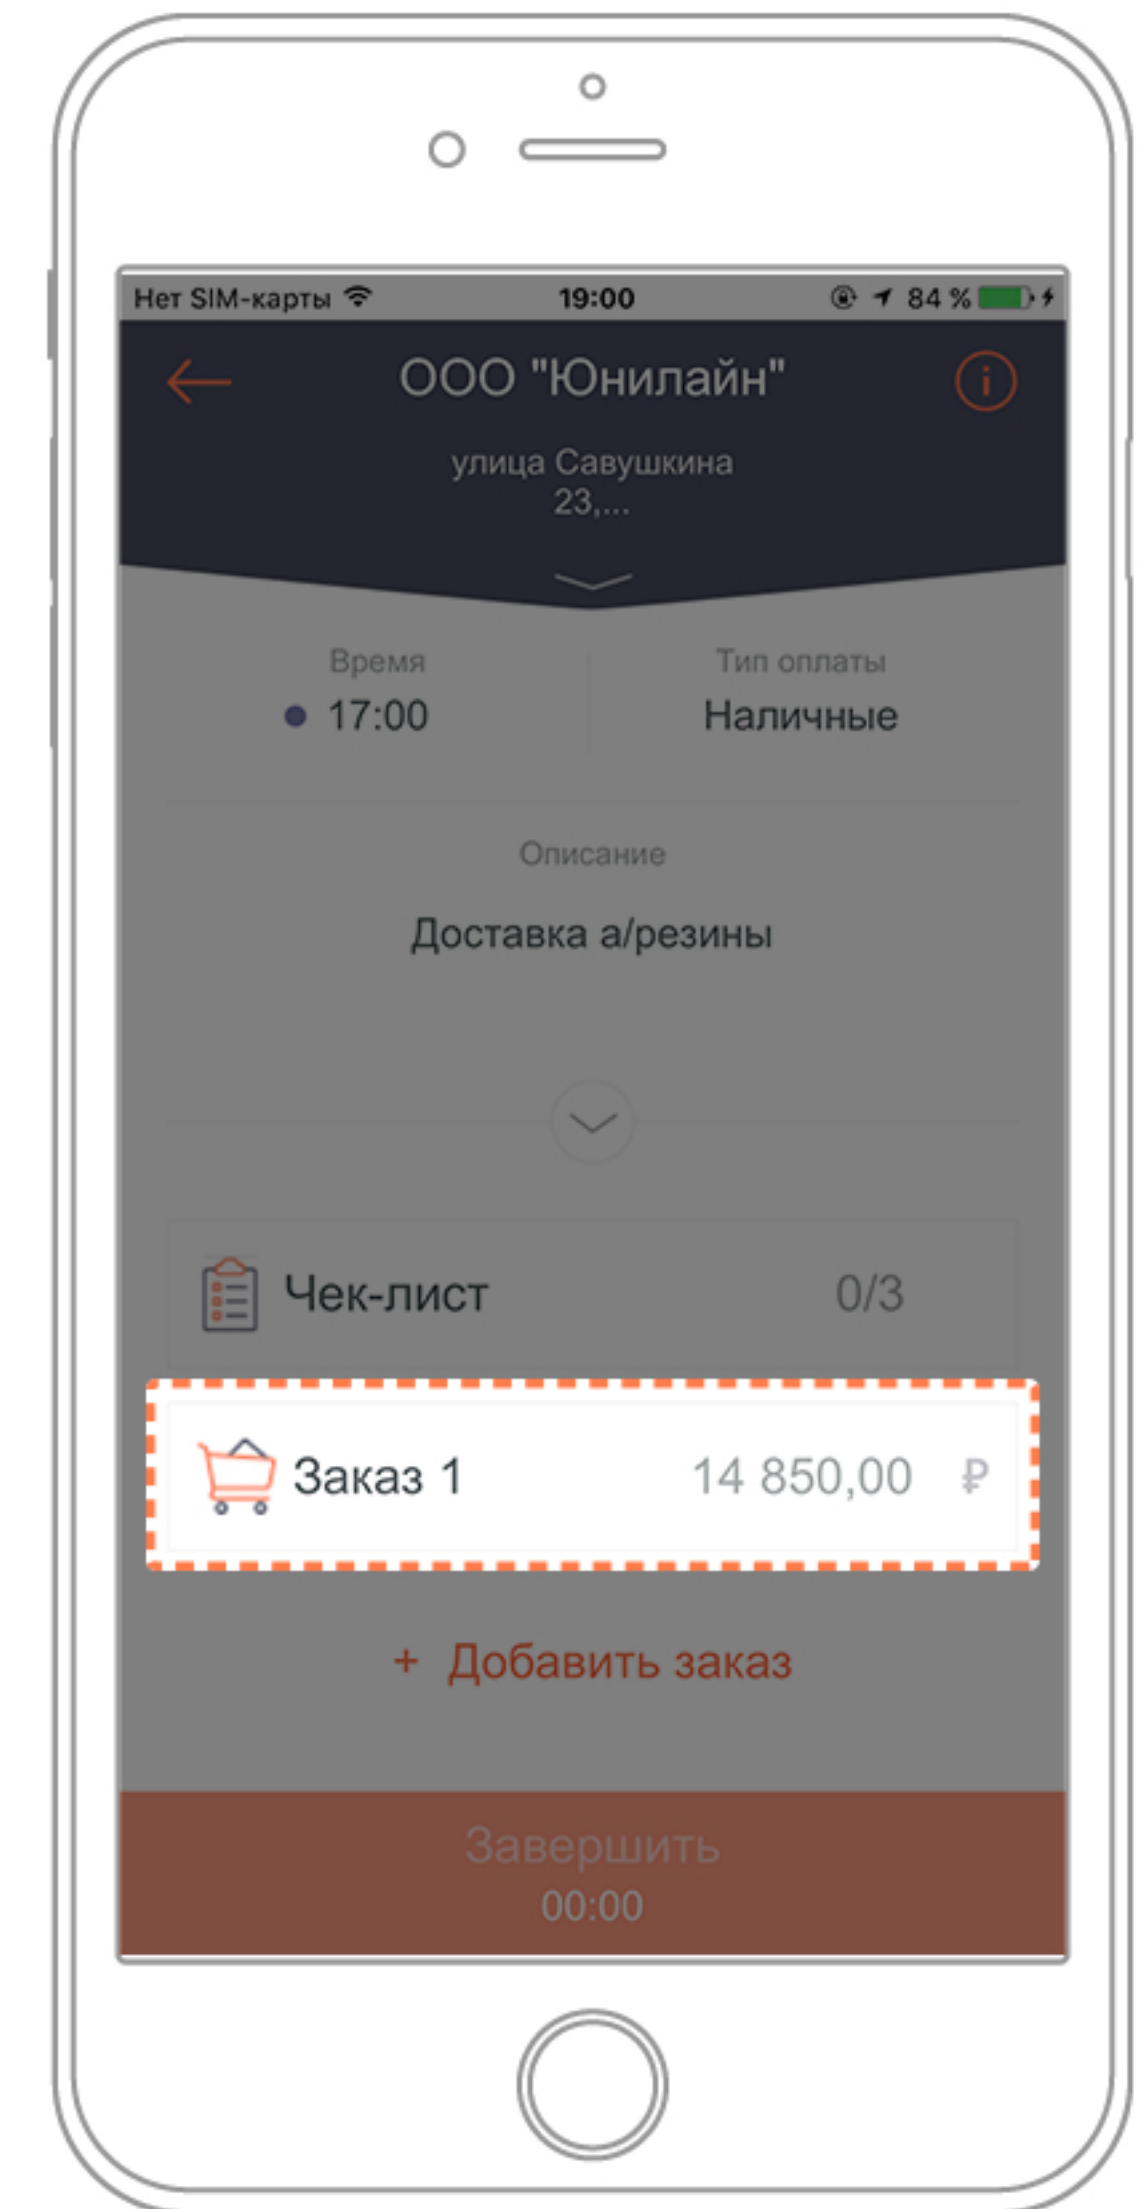 Нет SIM-карты 19:00 84 %
ООО "Юнилайн"
улица Савушкина
23,...
Время Тип оплаты
17:00 Наличные
Описание
Доставка а/резины
Чек-лист 0/3
Заказ 1 14 850,00 ₽
+ Добавить заказ
Завершить
00:00